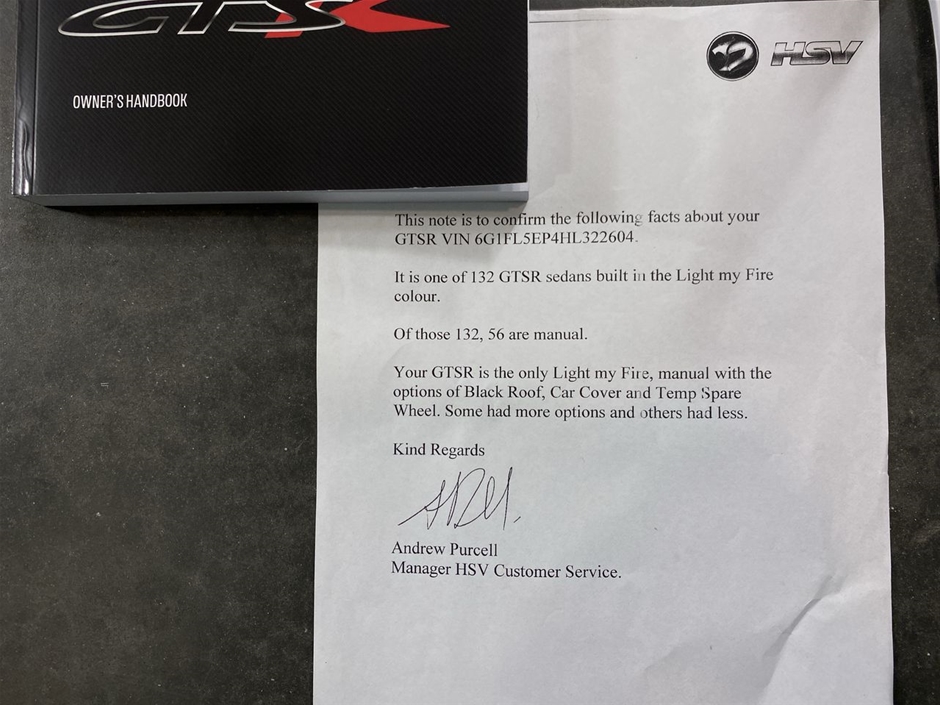 GTSR
OWNER'S HANDBOOK
HSV
This note is to confirm the following facts about your
GTSR VIN 6G1FL5EP4HL322604.
It is one of 132 GTSR sedans built in the Light my Fire
colour.
Of those 132, 56 are manual.
Your GTSR is the only Light my Fire, manual with the
options of Black Roof, Car Cover and Temp Spare
Wheel. Some had more options and others had less.
Kind Regards
Andrew Purcell
Manager HSV Customer Service.